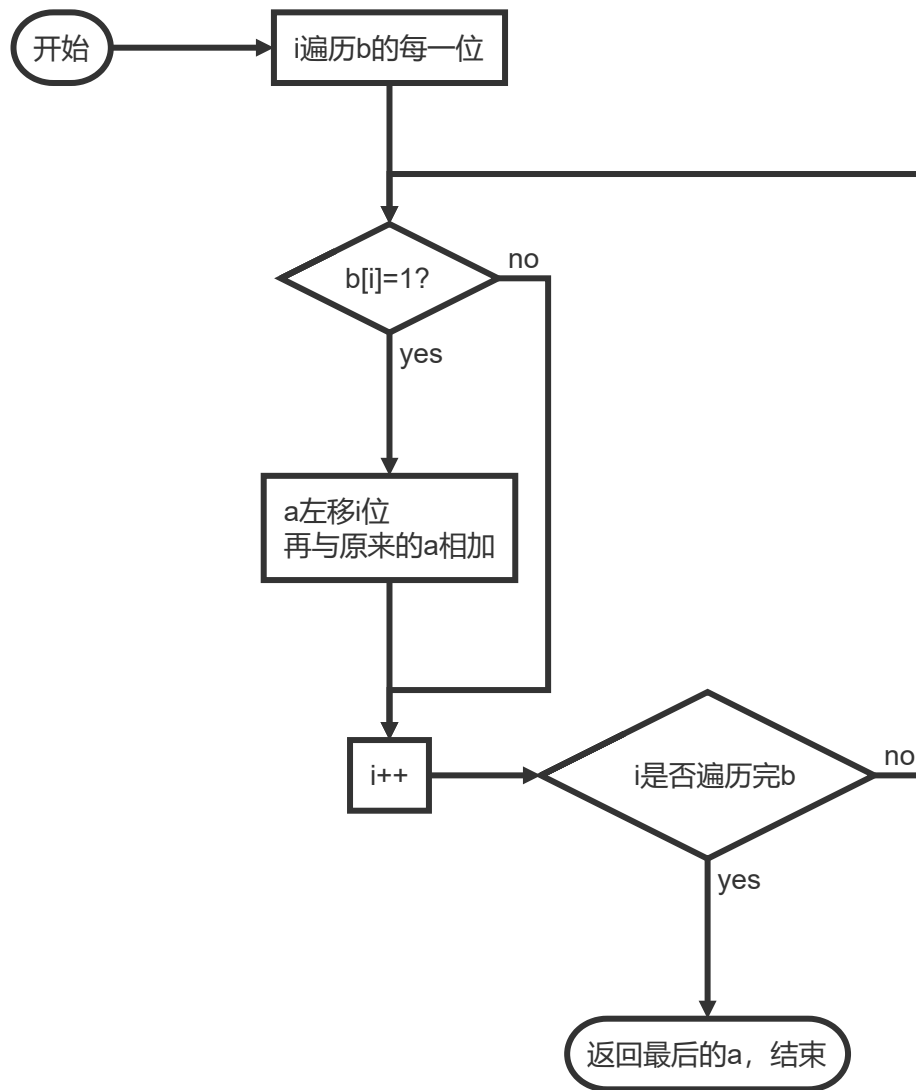 开始
i遍历b的每一位
b[i]=1?
no
yes
a左移i位
再与原来的a相加
i++
i是否遍历完b
no
yes
返回最后的a，结束